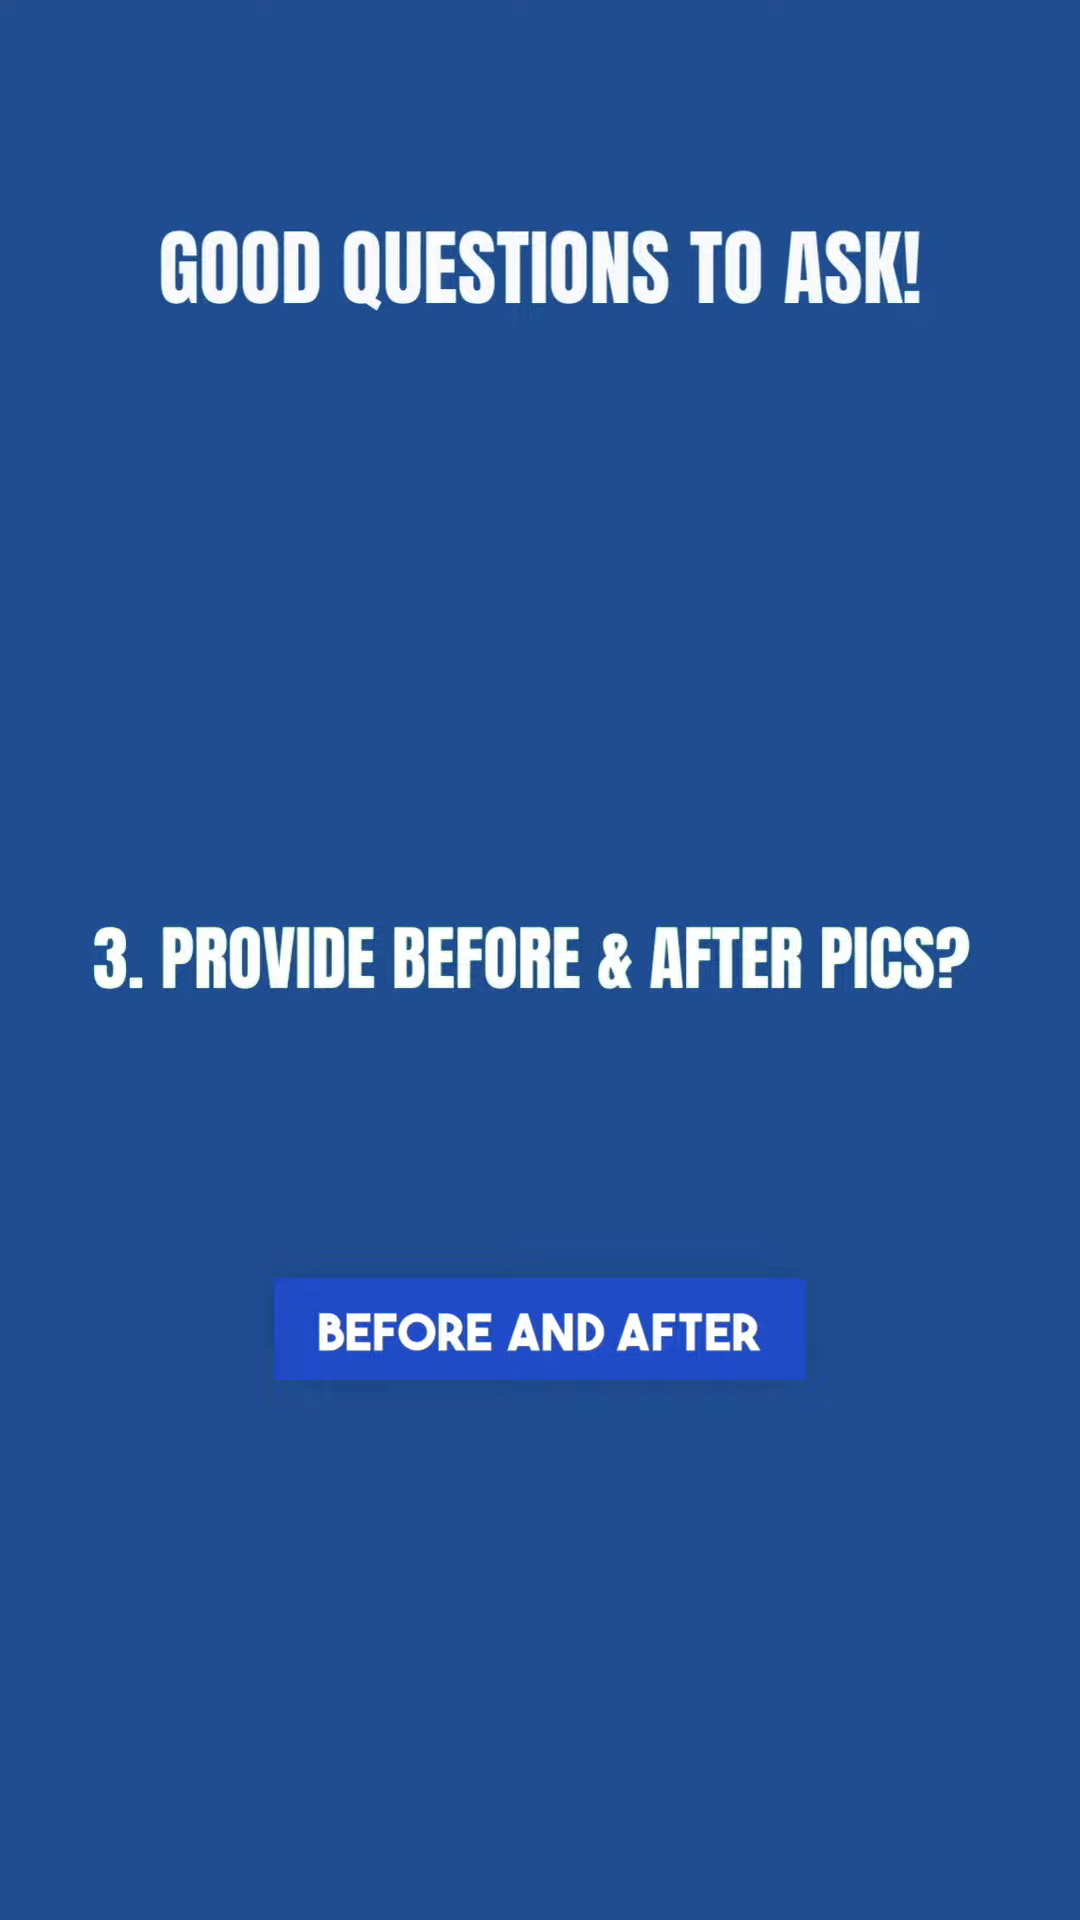 GOOD QUESTIONS TO ASK!
3. PROVIDE BEFORE & AFTER PICS?
BEFORE AND AFTER